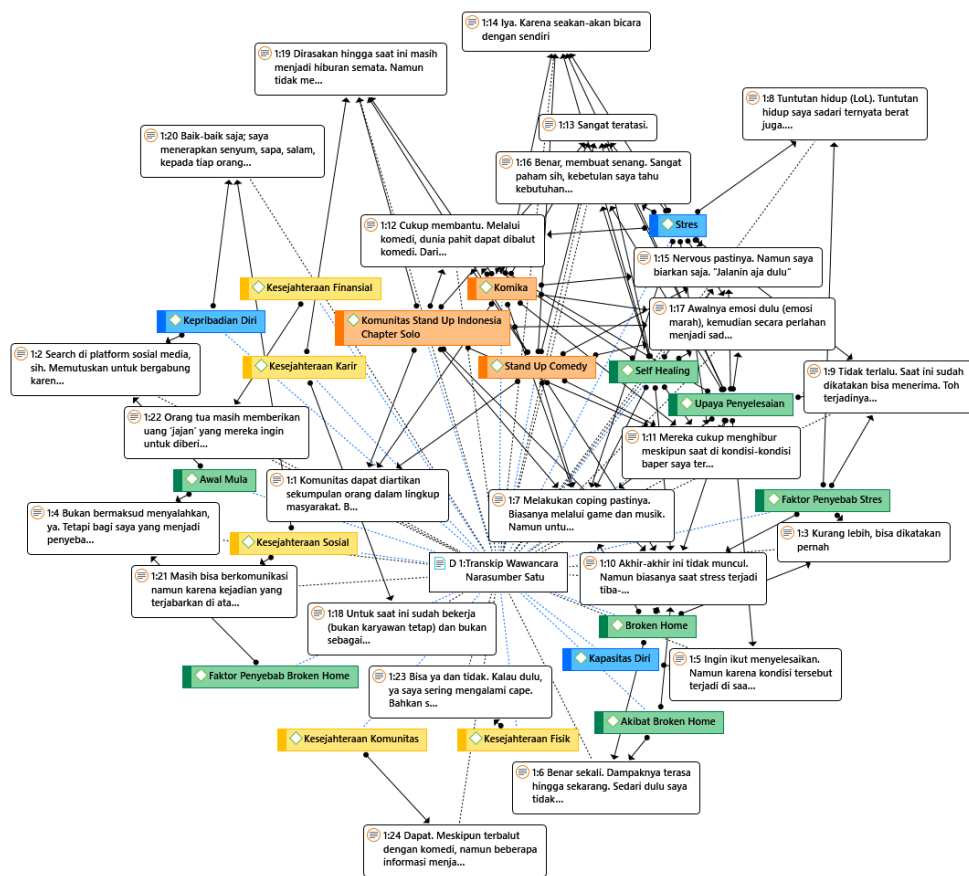 1:14 Iya. Karena seakan-akan bicara
dengan sendiri
1:19 Dirasakan hingga saat ini masih
menjadi hiburan semata. Namun
tidak me...
1:8 Tuntutan hidup (LoL). Tuntutan
hidup saya sadari ternyata berat
juga....
1:13 Sangat teratasi.
1:20 Baik-baik saja; saya
menerapkan senyum, sapa, salam,
kepada tiap orang...
1:16 Benar, membuat senang. Sangat
paham sih, kebetulan saya tahu
kebutuhan...
Stres
1:12 Cukup membantu. Melalui
komedi, dunia pahit dapat dibalut
komedi. Dari...
1:15 Nervous pastinya. Namun saya
biarkan saja. “Jalanin aja dulu”
Kesejahteraan Finansial
Komika
1:17 Awalnya emosi dulu (emosi
marah), kemudian secara perlahan
menjadi sad...
Kepribadian Diri
Komunitas Stand Up Indonesia
Chapter Solo
1:2 Search di platform sosial media,
sih. Memutuskan untuk bergabung
karen...
Kesejahteraan Karir
Stand Up Comedy
Self Healing
1:9 Tidak terlalu. Saat ini sudah
dikatakan bisa menerima. Toh
terjadinya...
Upaya Penyelesaian
1:22 Orang tua masih memberikan
uang ‘jajan’ yang mereka ingin
untuk diberi...
1:11 Mereka cukup menghibur
meskipun saat di kondisi-kondisi
baper saya ter...
Awal Mula
1:1 Komunitas dapat diartikan
sekumpulan orang dalam lingkup
masyarakat. B...
1:7 Melakukan coping pastinya.
Biasanya melalui game dan musik.
Namun untu...
Faktor Penyebab Stres
1:4 Bukan bermaksud menyalahkan,
ya. Tetapi bagi saya yang menjadi
penyeba...
Kesejahteraan Sosial
1:3 Kurang lebih, bisa dikatakan
pernah
D 1:Transkip Wawancara
Narasumber Satu
1:10 Akhir-akhir ini tidak muncul.
Namun biasanya saat stress terjadi
tiba-...
1:21 Masih bisa berkomunikasi
namun karena kejadian yang
terjabarkan di ata...
1:18 Untuk saat ini sudah bekerja
(bukan karyawan tetap) dan bukan
sebagai...
Broken Home
Kapasitas Diri
1:5 Ingin ikut menyelesaikan.
Namun karena kondisi tersebut
terjadi di saa...
Faktor Penyebab Broken Home
1:23 Bisa ya dan tidak. Kalau dulu,
ya saya sering mengalami cape.
Bahkan s...
Akibat Broken Home
Kesejahteraan Komunitas
Kesejahteraan Fisik
1:6 Benar sekali. Dampaknya terasa
hingga sekarang. Sedari dulu saya
tidak...
1:24 Dapat. Meskipun terbalut
dengan komedi, namun beberapa
informasi menja...